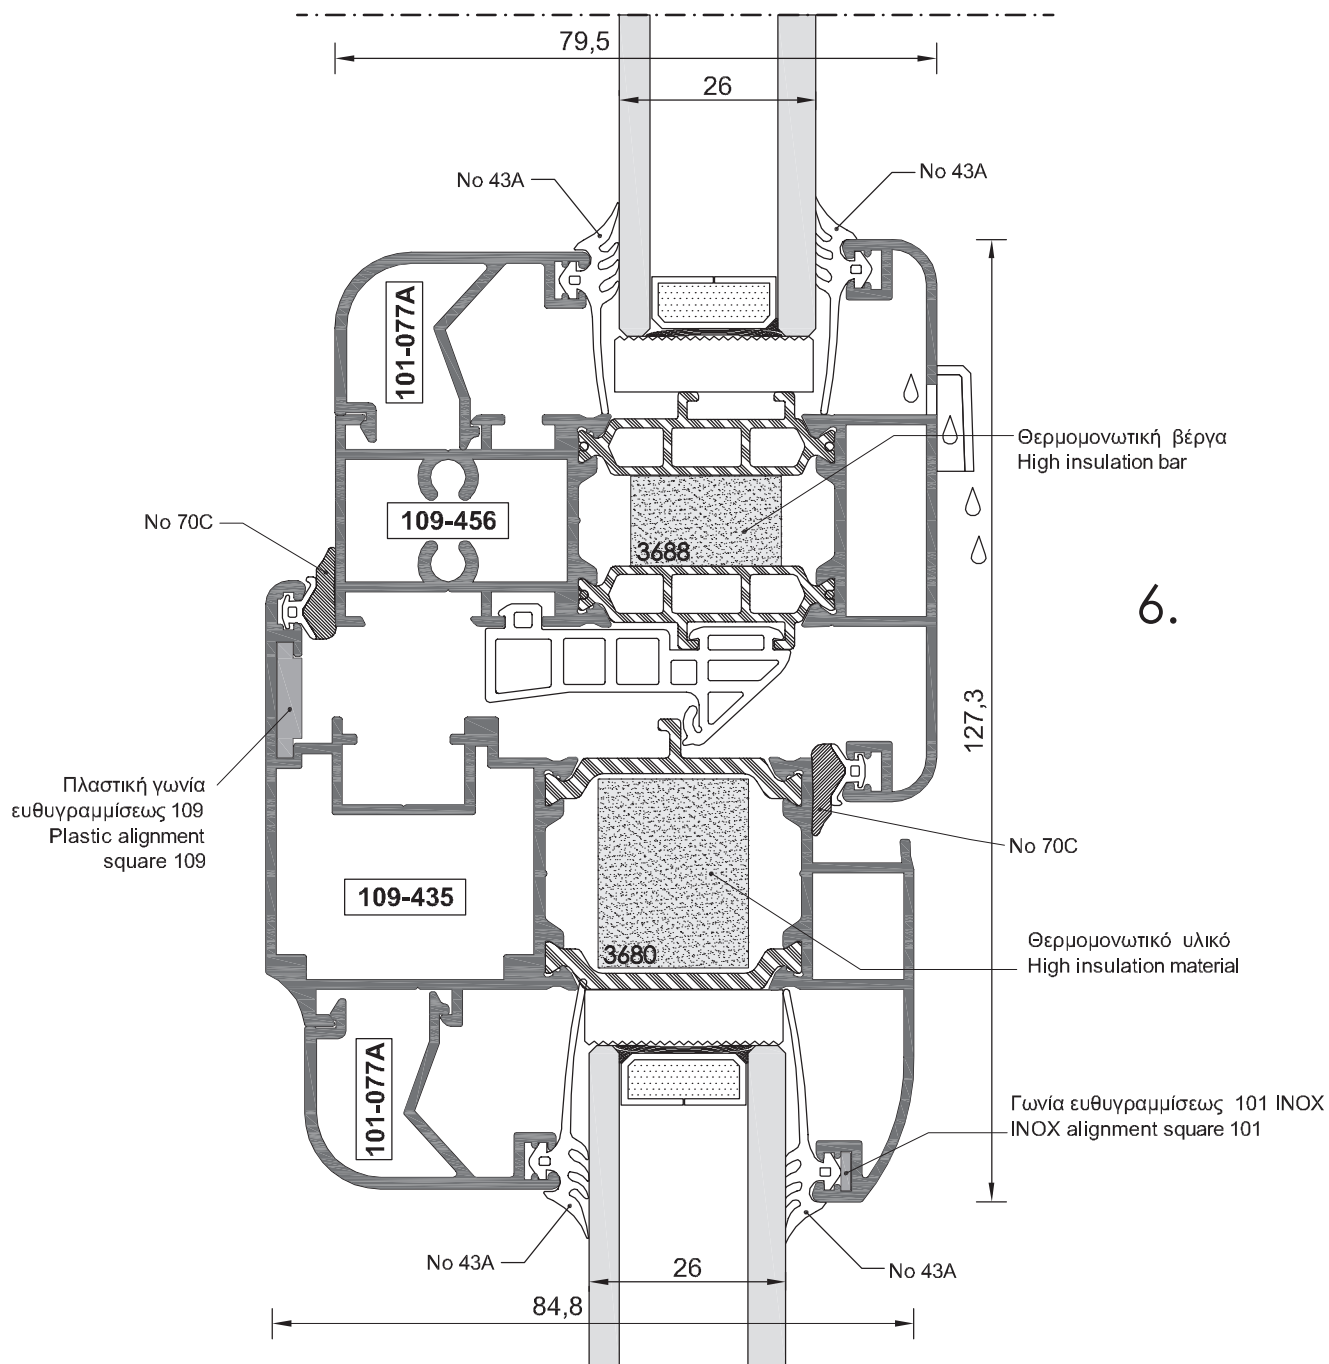 79,5
26
No 43A
No 43A
101-077A
Θερμομονωτική βέργα
High insulation bar
109-456
No 70C
3688
6.
127,3
Πλαστική γωνία
ευθυγραμμίσεως 109
Plastic alignment
square 109
No 70C
109-435
3680
Θερμομονωτικό υλικό
High insulation material
101-077A
Γωνία ευθυγραμμίσεως 101 INOX
INOX alignment square 101
No 43A
26
No 43A
84,8